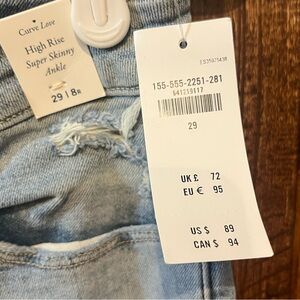 Curve Love
High Rise
Super Skinny
Ankle
29 | 8R
155-555-2251-281
641219117
29
UK £ 72
EU € 95
US $ 89
CAN $ 94